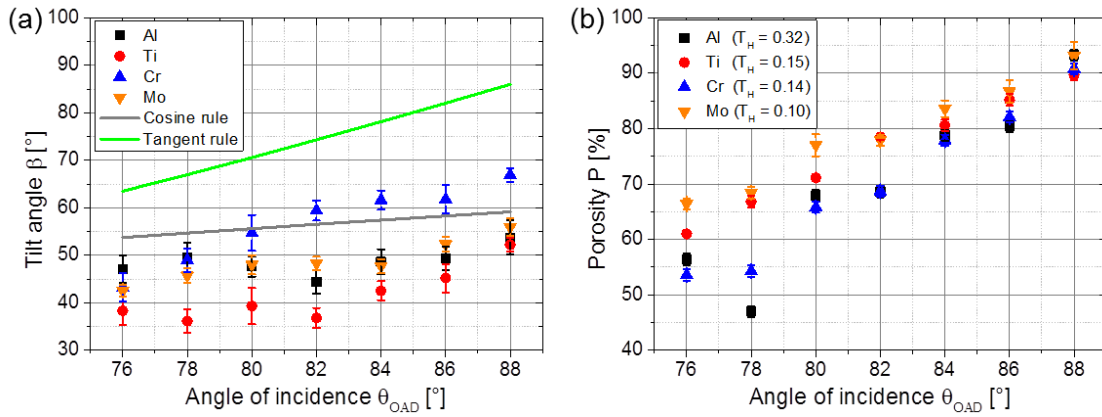 (a)
Al
Ti
Cr
Mo
Cosine rule
Tangent rule
100
90
80
70
60
50
40
30
Tilt angle β [°]
76 78 80 82 84 86 88
Angle of incidence θOAD [°]
(b)
Al (TH = 0.32)
Ti (TH = 0.15)
Cr (TH = 0.14)
Mo (TH = 0.10)
100
90
80
70
60
50
40
Porosity P [%]
76 78 80 82 84 86 88
Angle of incidence θOAD [°]